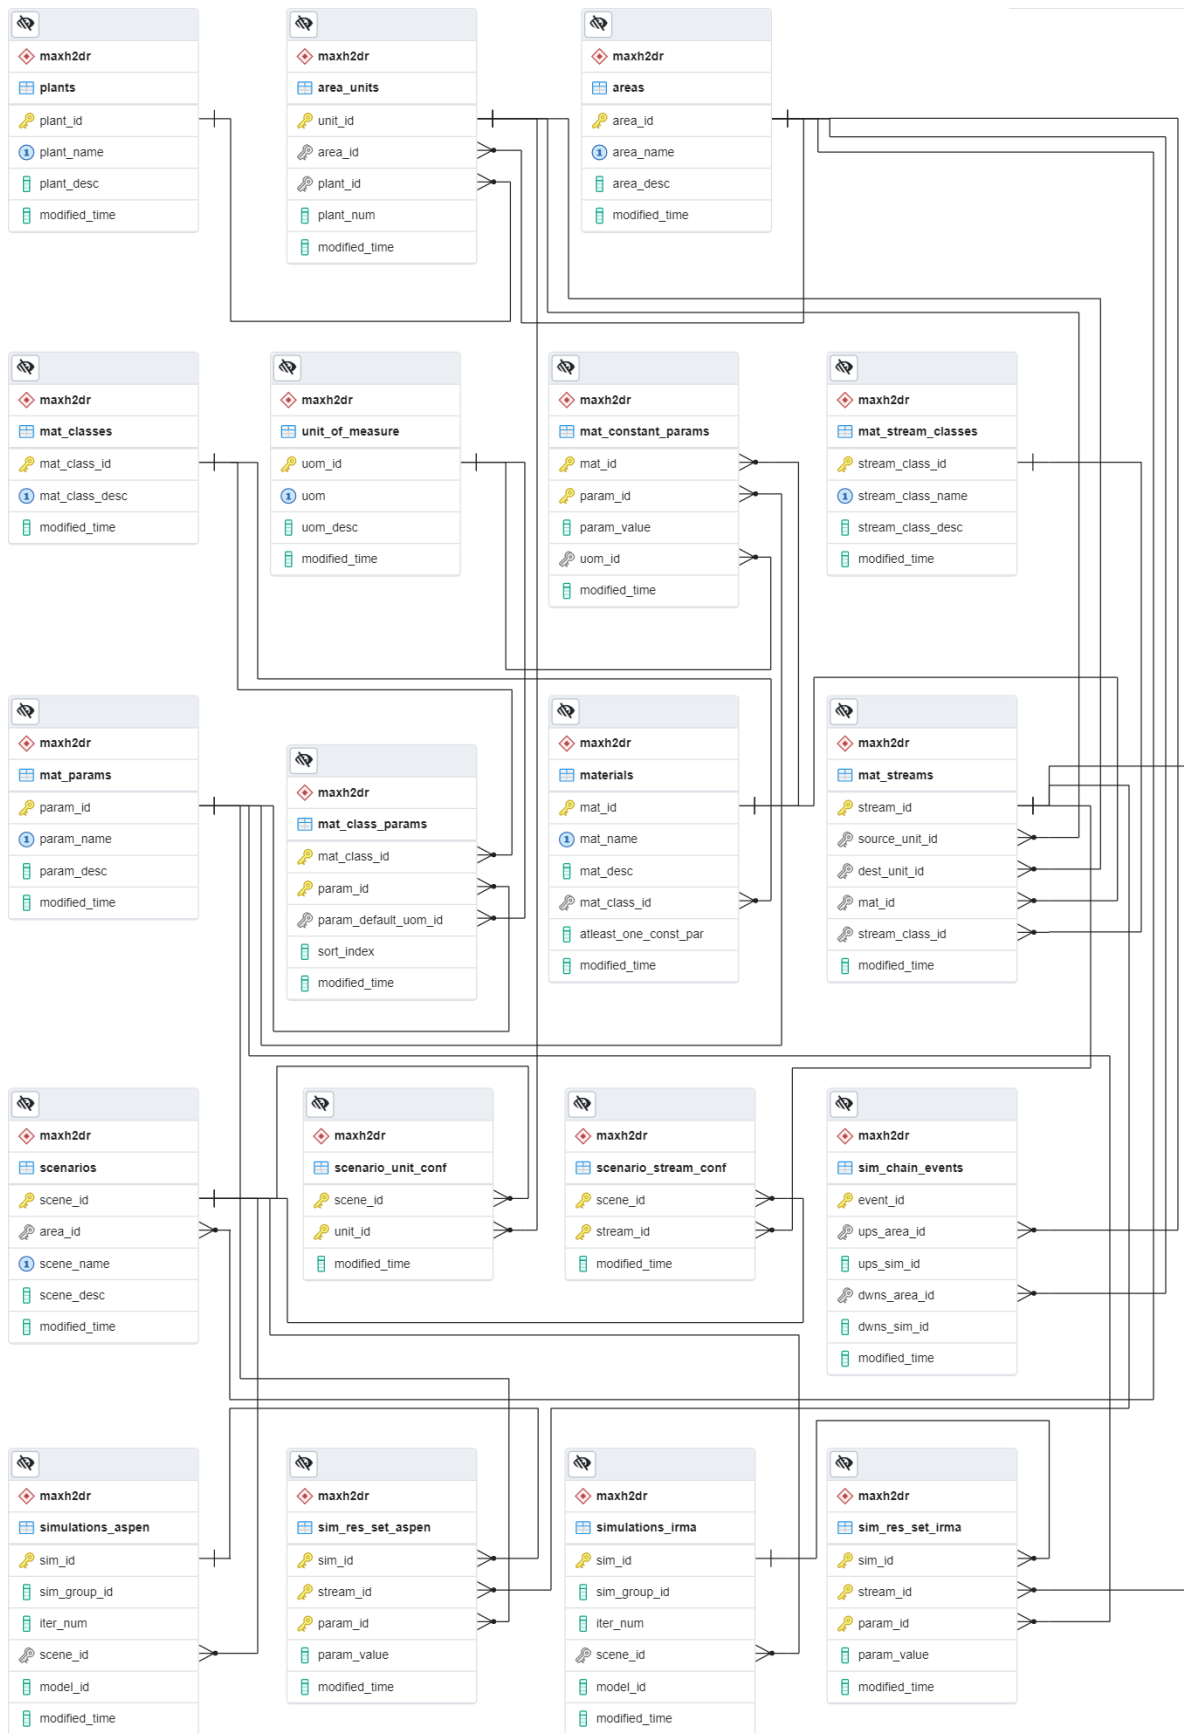 maxh2dr
plants
plant_id
plant_name
plant_desc
modified_time
maxh2dr
area_units
unit_id
area_id
plant_id
plant_num
modified_time
maxh2dr
areas
area_id
area_name
area_desc
modified_time
maxh2dr
mat_classes
mat_class_id
mat_class_desc
modified_time
maxh2dr
unit_of_measure
uom_id
uom
uom_desc
modified_time
maxh2dr
mat_constant_params
mat_id
param_id
param_value
uom_id
modified_time
maxh2dr
mat_stream_classes
stream_class_id
stream_class_name
stream_class_desc
modified_time
maxh2dr
mat_params
param_id
param_name
param_desc
modified_time
maxh2dr
mat_class_params
mat_class_id
param_id
param_default_uom_id
sort_index
modified_time
maxh2dr
materials
mat_id
mat_name
mat_desc
mat_class_id
atleast_one_const_par
modified_time
maxh2dr
mat_streams
stream_id
source_unit_id
dest_unit_id
mat_id
stream_class_id
modified_time
maxh2dr
scenarios
scene_id
area_id
scene_name
scene_desc
modified_time
maxh2dr
scenario_unit_conf
scene_id
unit_id
modified_time
maxh2dr
scenario_stream_conf
scene_id
stream_id
modified_time
maxh2dr
sim_chain_events
event_id
ups_area_id
ups_sim_id
dwns_area_id
dwns_sim_id
modified_time
maxh2dr
simulations_aspen
sim_id
sim_group_id
iter_num
scene_id
model_id
modified_time
maxh2dr
sim_res_set_aspen
sim_id
stream_id
param_id
param_value
modified_time
maxh2dr
simulations_irma
sim_id
sim_group_id
iter_num
scene_id
model_id
modified_time
maxh2dr
sim_res_set_irma
sim_id
stream_id
param_id
param_value
modified_time